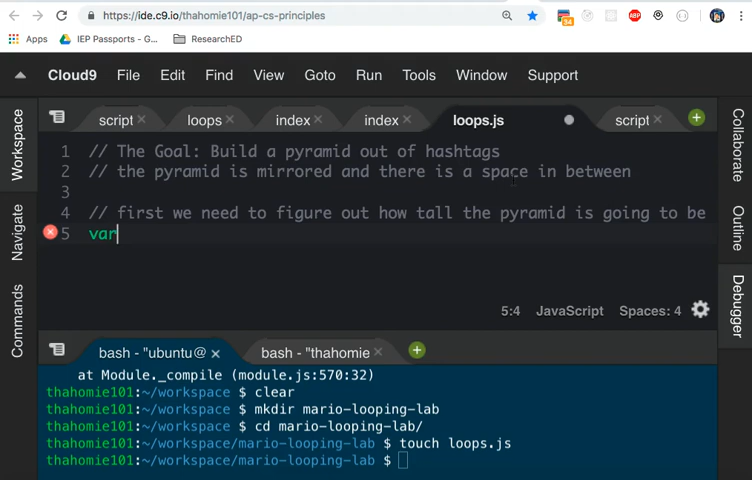 https://ide.c9.io/thahomie101/ap-cs-principles
34
ABP
Apps
IEP Passports - G...
ResearchED
Cloud9
File
Edit
Find
View
Goto
Run
Tools
Window
Support
script
loops
index
index
loops.js
script
Workspace
Navigate
Commands
Collaborate
Outline
Debugger
1 // The Goal: Build a pyramid out of hashtags
2 // the pyramid is mirrored and there is a space in between
3
4 // first we need to figure out how tall the pyramid is going to be
5 var
5:4 JavaScript Spaces: 4
bash - "ubuntu@
bash - "thahomie
at Module._compile (module.js:570:32)
thahomie101:~/workspace $ clear
thahomie101:~/workspace $ mkdir mario-looping-lab
thahomie101:~/workspace $ cd mario-looping-lab/
thahomie101:~/workspace/mario-looping-lab $ touch loops.js
thahomie101:~/workspace/mario-looping-lab $